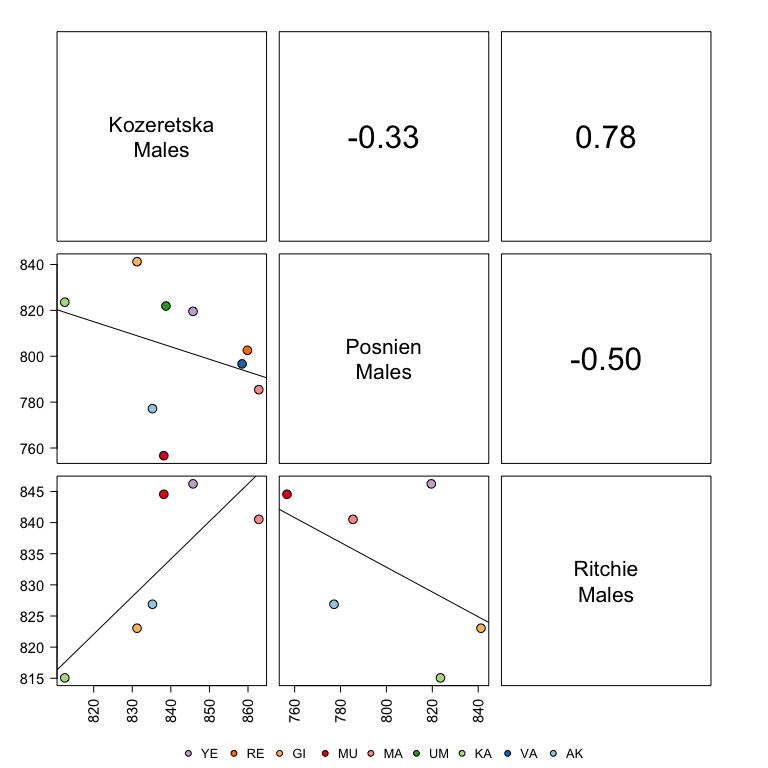 Kozeretska
Males
-0.33
0.78
840
820
800
780
760
Posnien
Males
-0.50
845
840
835
830
825
820
815
Ritchie
Males
820 830 840 850 860
760 780 800 820 840
YE RE GI MU MA UM KA VA AK